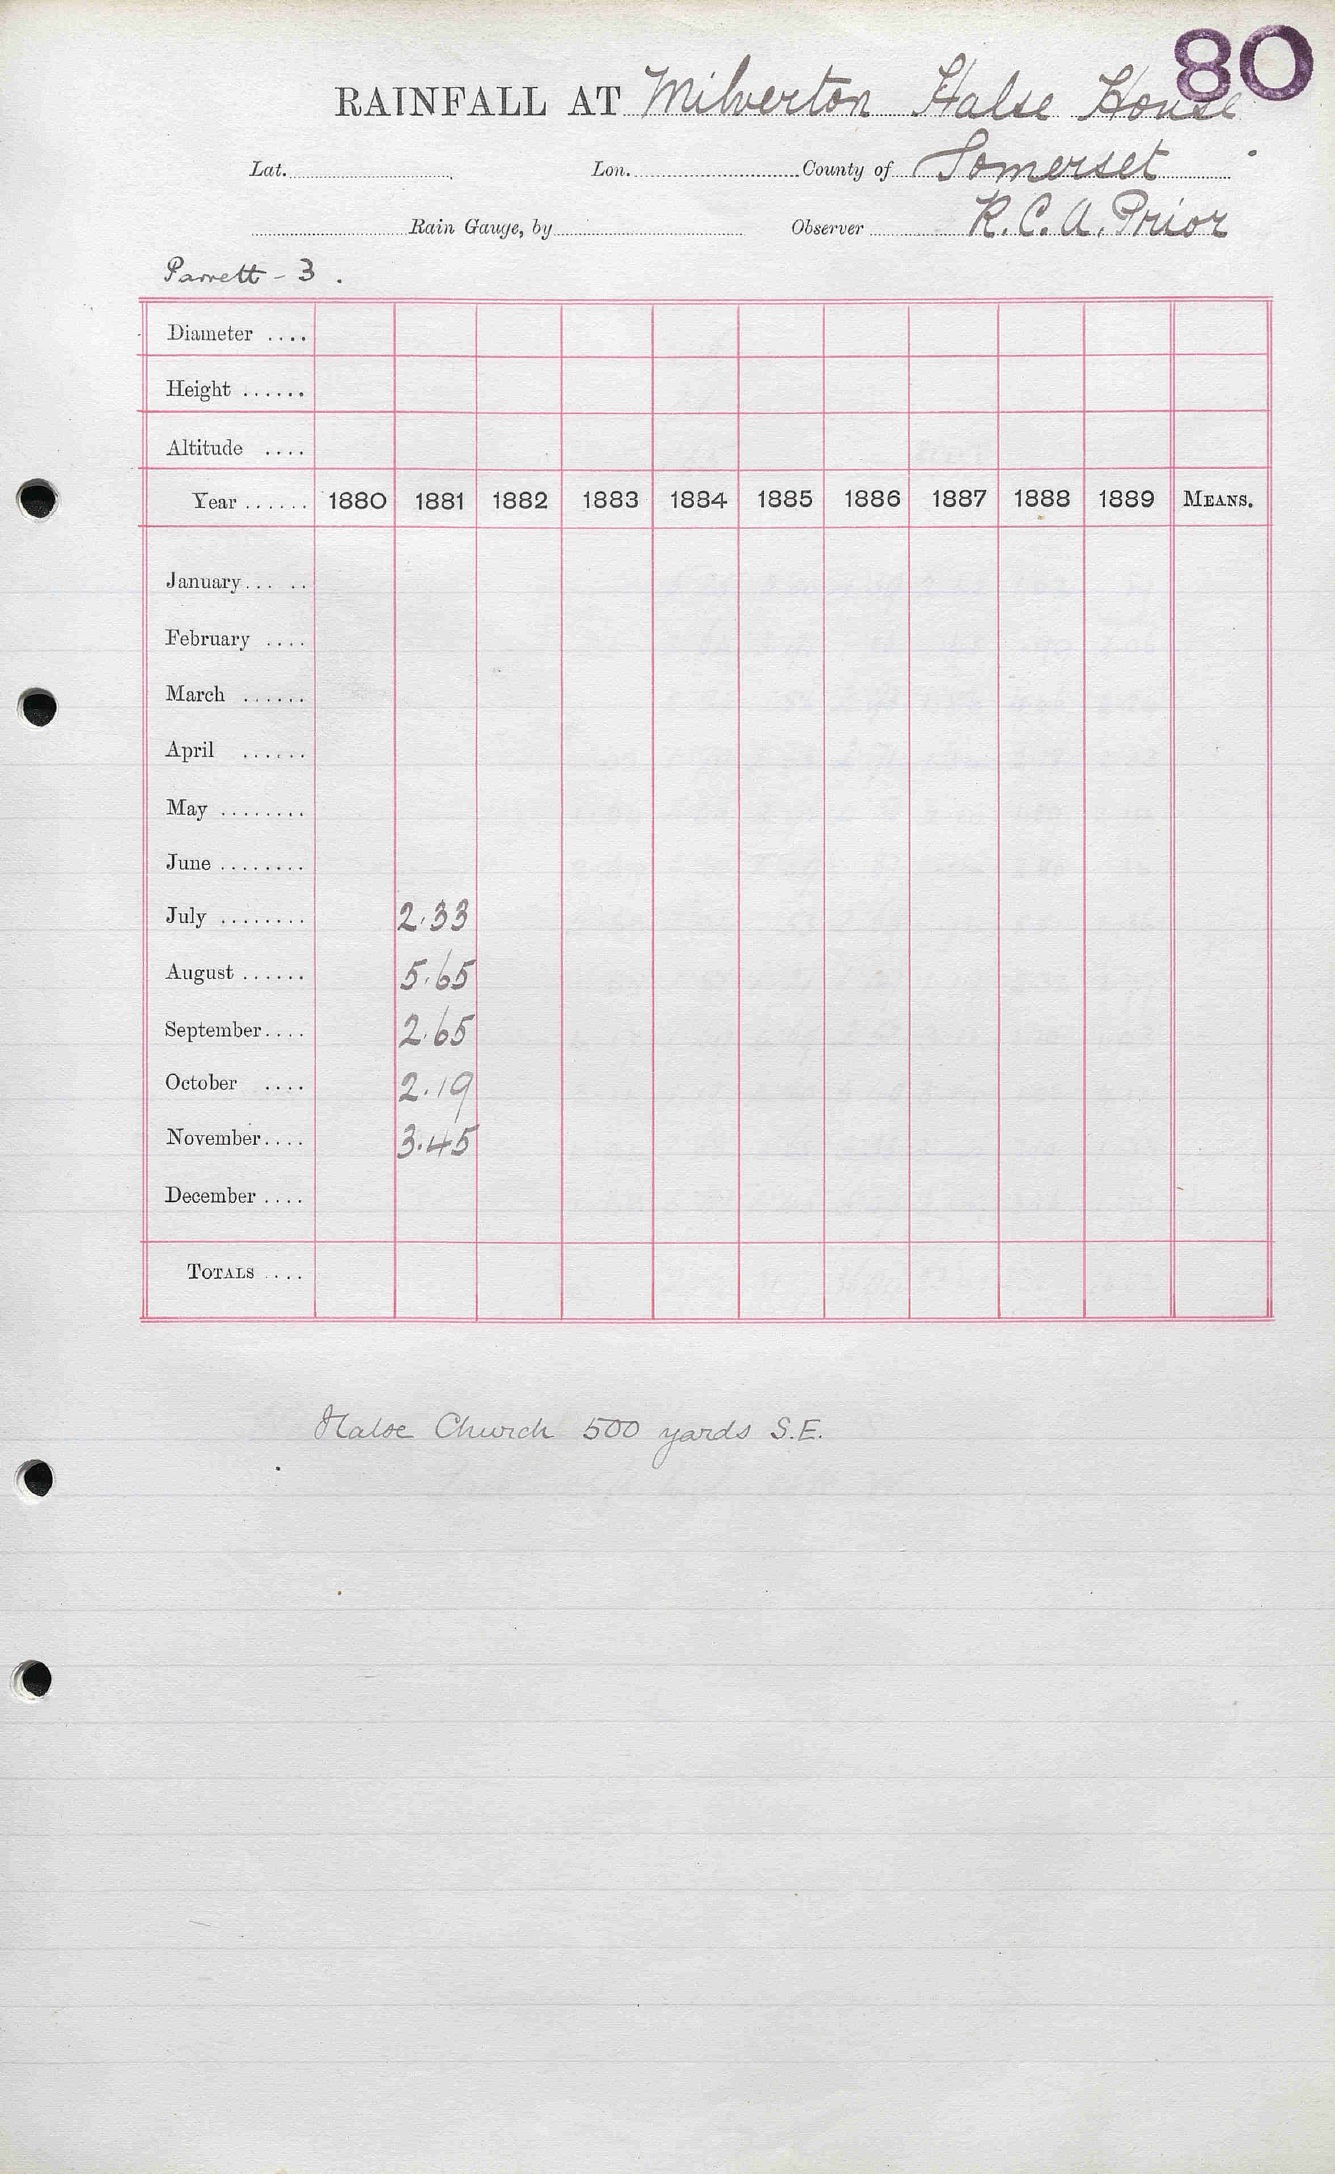 80
RAINFALL AT Milverton Halse House
Lat. Lon. County of Somerset
Rain Gauge, by Observer R.C.A. Prior
Parrett - 3.
Diameter ....
Height ......
Altitude ....
Year ...... 1880 1881 1882 1883 1884 1885 1886 1887 1888 1889 MEANS.
January.... ..
February ....
March ......
April ......
May ........
June ........
July ........ 2.33
August ...... 5.65
September.... 2.65
October .... 2.19
November.... 3.45
December ....
TOTALS ....
Halse Church 500 yards S.E.